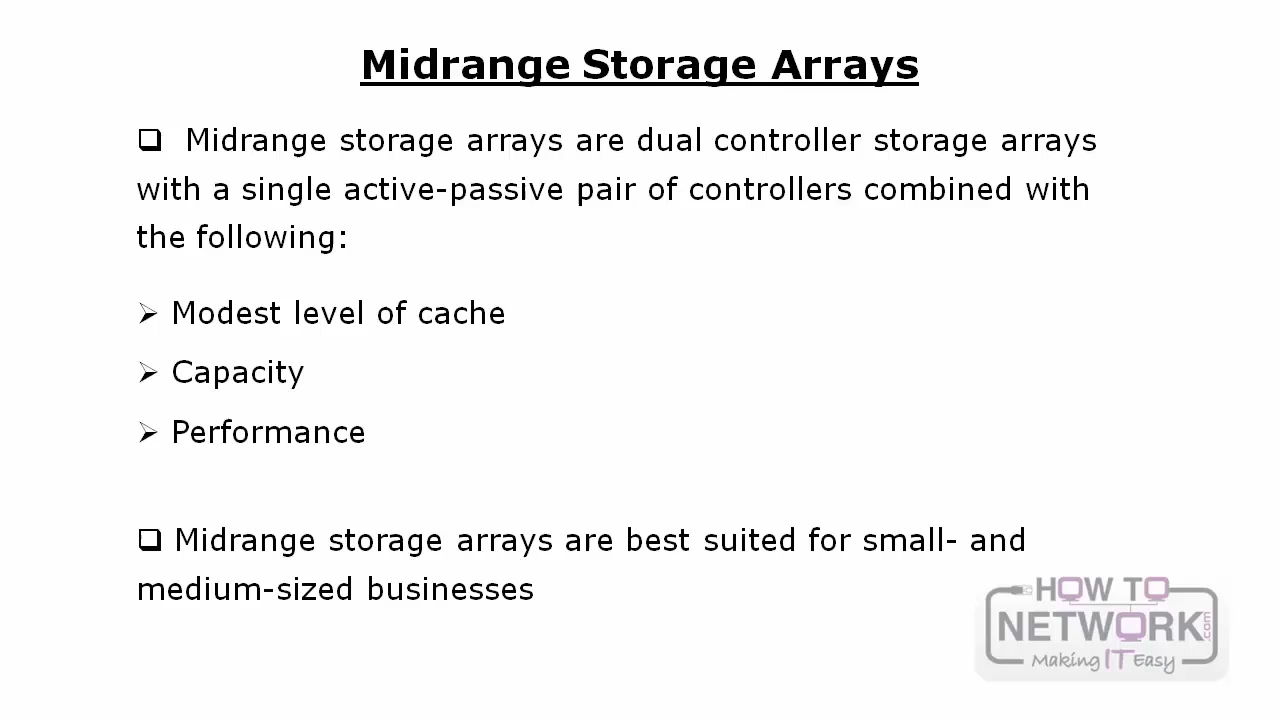 Midrange Storage Arrays
❑ Midrange storage arrays are dual controller storage arrays
with a single active-passive pair of controllers combined with
the following:
➢ Modest level of cache
➢ Capacity
➢ Performance
❑ Midrange storage arrays are best suited for small- and
medium-sized businesses
HOW TO
NETWORK.com
Making IT Easy